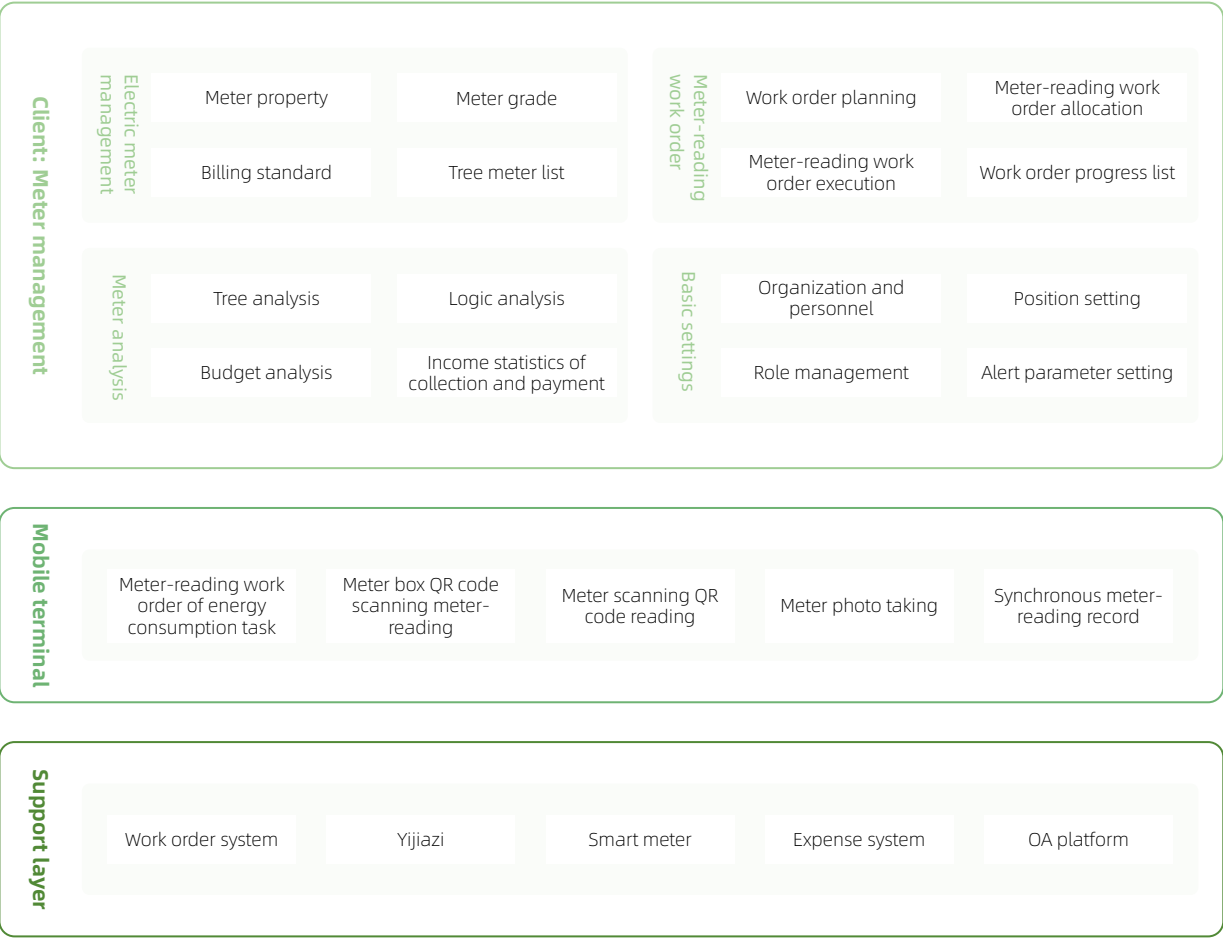 Client: Meter management
Electric meter
management
Meter property
Meter grade
Billing standard
Tree meter list
Meter-reading
work order
Work order planning
Meter-reading work
order allocation
Meter-reading work
order execution
Work order progress list
Meter analysis
Tree analysis
Logic analysis
Budget analysis
Income statistics of
collection and payment
Basic settings
Organization and
personnel
Position setting
Role management
Alert parameter setting
Mobile terminal
Meter-reading work
order of energy
consumption task
Meter box QR code
scanning meter-
reading
Meter scanning QR
code reading
Meter photo taking
Synchronous meter-
reading record
Support layer
Work order system
Yijiazi
Smart meter
Expense system
OA platform